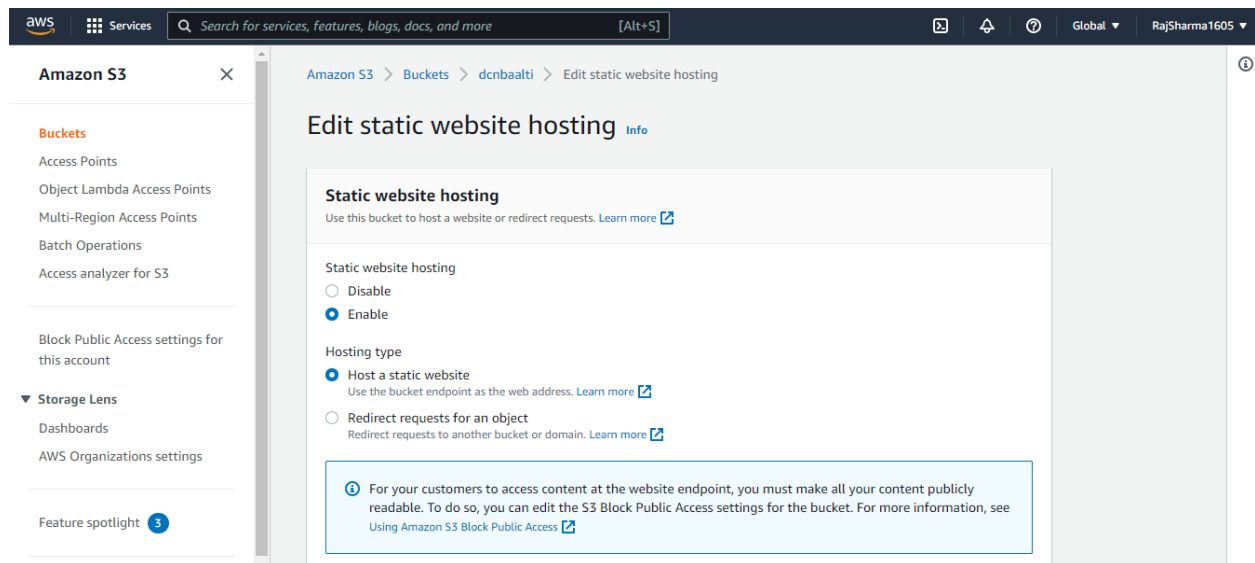 aws Services Search for services, features, blogs, docs, and more [Alt+S] Global RajSharma1605
Amazon S3
Buckets
Access Points
Object Lambda Access Points
Multi-Region Access Points
Batch Operations
Access analyzer for S3
Block Public Access settings for
this account
Storage Lens
Dashboards
AWS Organizations settings
Feature spotlight 3
Amazon S3 > Buckets > dcnbaalti > Edit static website hosting
Edit static website hosting Info
Static website hosting
Use this bucket to host a website or redirect requests. Learn more
Static website hosting
Disable
Enable
Hosting type
Host a static website
Use the bucket endpoint as the web address. Learn more
Redirect requests for an object
Redirect requests to another bucket or domain. Learn more
For your customers to access content at the website endpoint, you must make all your content publicly
readable. To do so, you can edit the S3 Block Public Access settings for the bucket. For more information, see
Using Amazon S3 Block Public Access